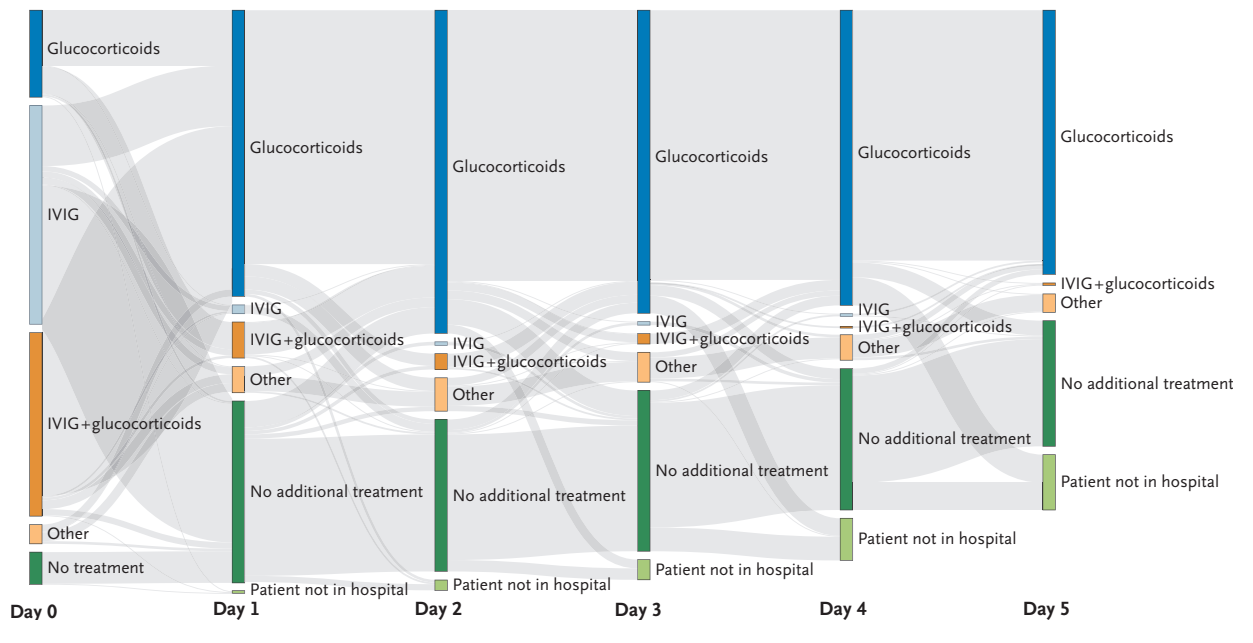 Glucocorticoids
IVIG
IVIG+glucocorticoids
Other
No treatment
Glucocorticoids
IVIG
IVIG+glucocorticoids
Other
No additional treatment
Patient not in hospital
Glucocorticoids
IVIG
IVIG+glucocorticoids
Other
No additional treatment
Patient not in hospital
Glucocorticoids
IVIG
IVIG+glucocorticoids
Other
No additional treatment
Patient not in hospital
Glucocorticoids
IVIG
IVIG+glucocorticoids
Other
No additional treatment
Patient not in hospital
Glucocorticoids
IVIG+glucocorticoids
Other
No additional treatment
Patient not in hospital
Day 0 Day 1 Day 2 Day 3 Day 4 Day 5